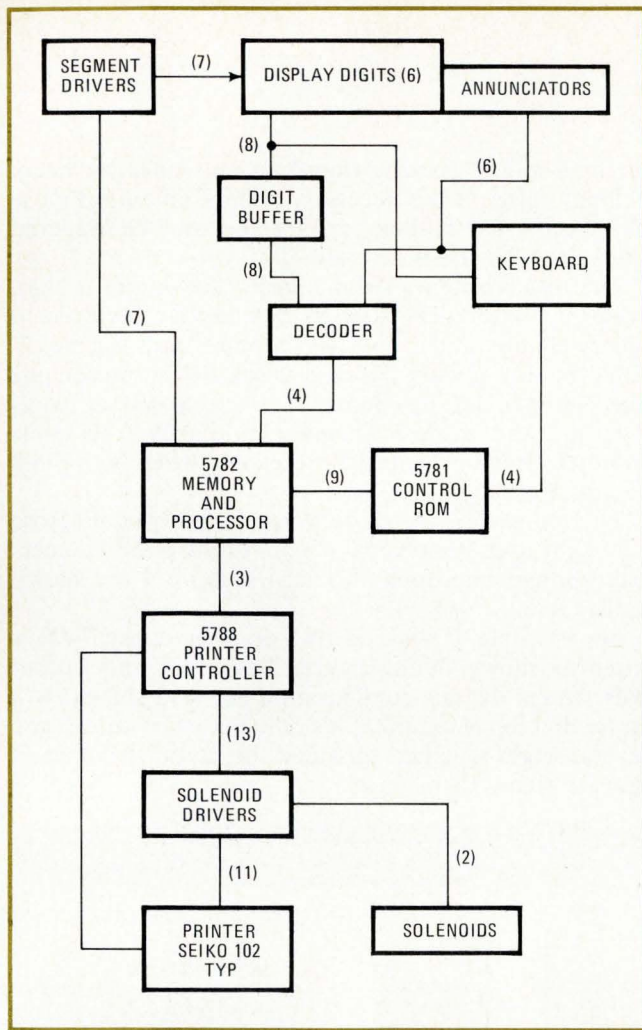 SEGMENT
DRIVERS
(7)
DISPLAY DIGITS (6)
ANNUNCIATORS
(8)
(6)
DIGIT
BUFFER
KEYBOARD
(8)
DECODER
(7)
(4)
5782
MEMORY
AND
PROCESSOR
(9)
5781
CONTROL
ROM
(4)
(3)
5788
PRINTER
CONTROLLER
(13)
SOLENOID
DRIVERS
(2)
(11)
PRINTER
SEIKO 102
TYP
SOLENOIDS